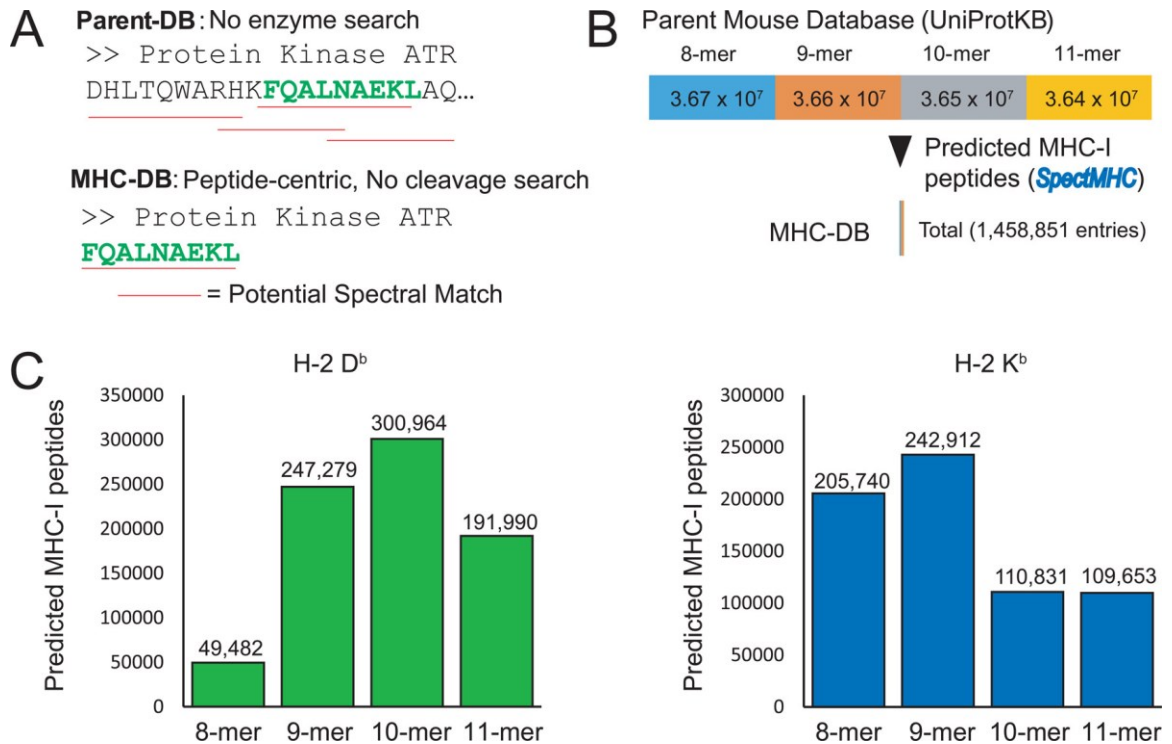 A
Parent-DB: No enzyme search
>> Protein Kinase ATR
DHLTQWARHKFQALNAEKLAQ...
MHC-DB: Peptide-centric, No cleavage search
>> Protein Kinase ATR
FQALNAEKL
= Potential Spectral Match
B
Parent Mouse Database (UniProtKB)
8-mer 9-mer 10-mer 11-mer
3.67 x 10⁷ 3.66 x 10⁷ 3.65 x 10⁷ 3.64 x 10⁷
Predicted MHC-I
peptides (SpectMHC)
MHC-DB Total (1,458,851 entries)
C
H-2 Dᵇ
Predicted MHC-I peptides
350000
300000
250000
200000
150000
100000
50000
0
49,482
247,279
300,964
191,990
8-mer 9-mer 10-mer 11-mer
H-2 Kᵇ
Predicted MHC-I peptides
300000
250000
200000
150000
100000
50000
0
205,740
242,912
110,831
109,653
8-mer 9-mer 10-mer 11-mer